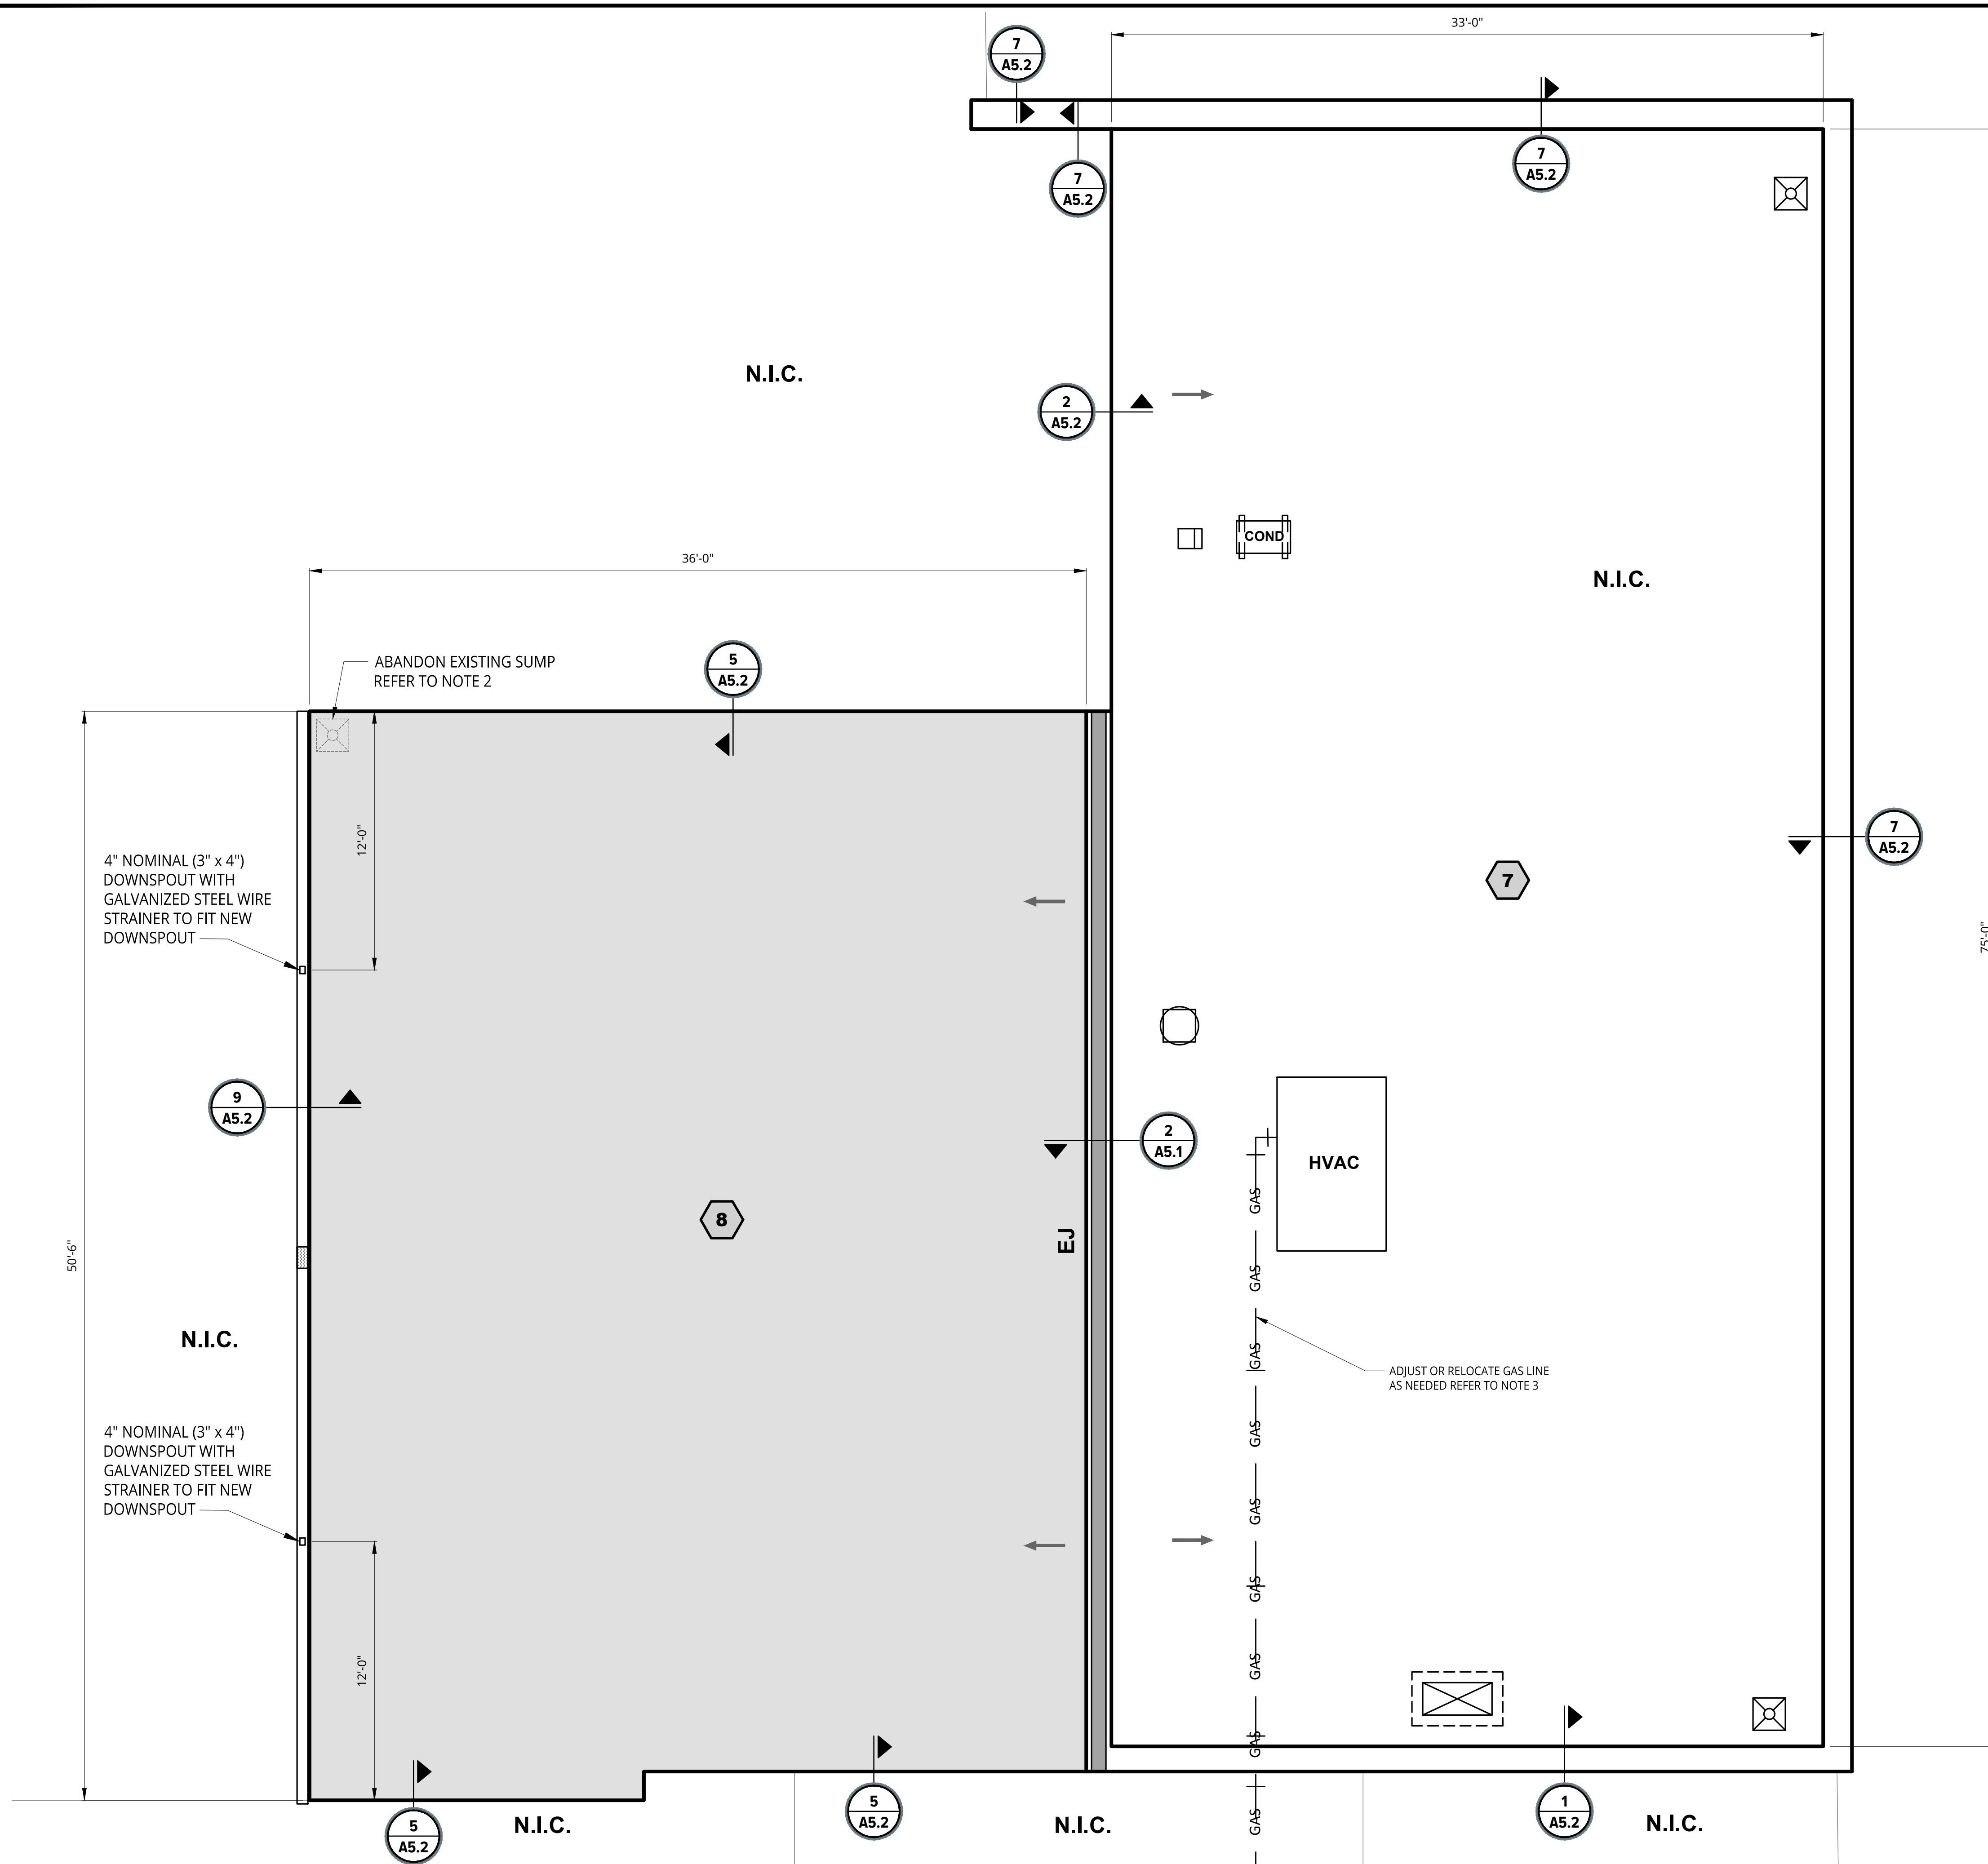 33'-0"
7
A5.2
7
A5.2
7
A5.2
N.I.C.
2
A5.2
COND
36'-0"
N.I.C.
ABANDON EXISTING SUMP
REFER TO NOTE 2
5
A5.2
12'-0"
7
A5.2
4" NOMINAL (3" x 4")
DOWNSPOUT WITH
GALVANIZED STEEL WIRE
STRAINER TO FIT NEW
DOWNSPOUT
7
75'-0"
9
A5.2
2
A5.1
HVAC
GAS
8
EJ
50'-6"
GAS
N.I.C.
GAS
ADJUST OR RELOCATE GAS LINE
AS NEEDED REFER TO NOTE 3
4" NOMINAL (3" x 4")
DOWNSPOUT WITH
GALVANIZED STEEL WIRE
STRAINER TO FIT NEW
DOWNSPOUT
GAS
GAS
GAS
12'-0"
GAS
GAS
5
A5.2
N.I.C.
5
A5.2
N.I.C.
GAS
1
A5.2
N.I.C.